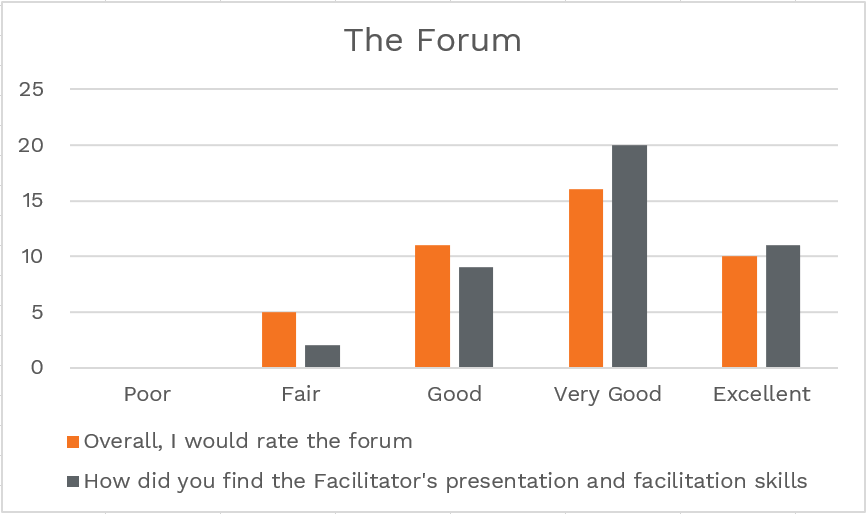 The Forum
25
20
15
10
5
0
Poor Fair Good Very Good Excellent
Overall, I would rate the forum
How did you find the Facilitator's presentation and facilitation skills